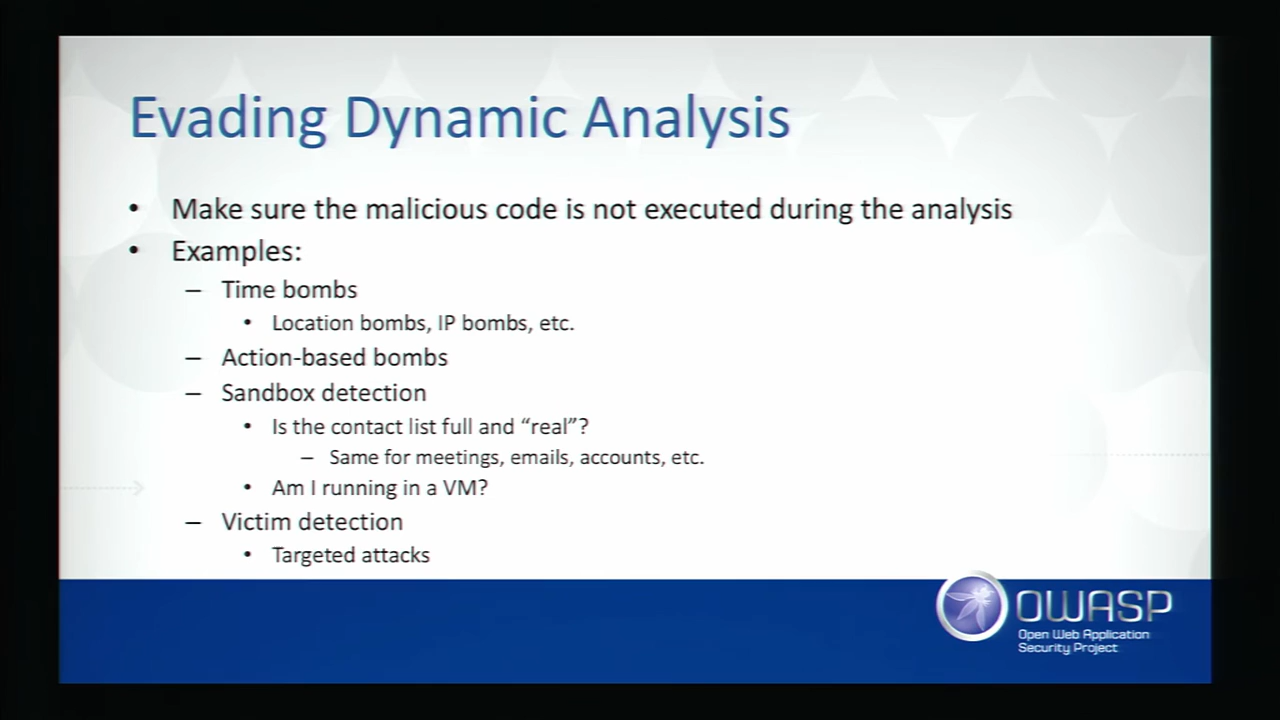 Evading Dynamic Analysis
• Make sure the malicious code is not executed during the analysis
• Examples:
– Time bombs
• Location bombs, IP bombs, etc.
– Action-based bombs
– Sandbox detection
• Is the contact list full and “real”?
– Same for meetings, emails, accounts, etc.
• Am I running in a VM?
– Victim detection
• Targeted attacks
OWASP
Open Web Application
Security Project